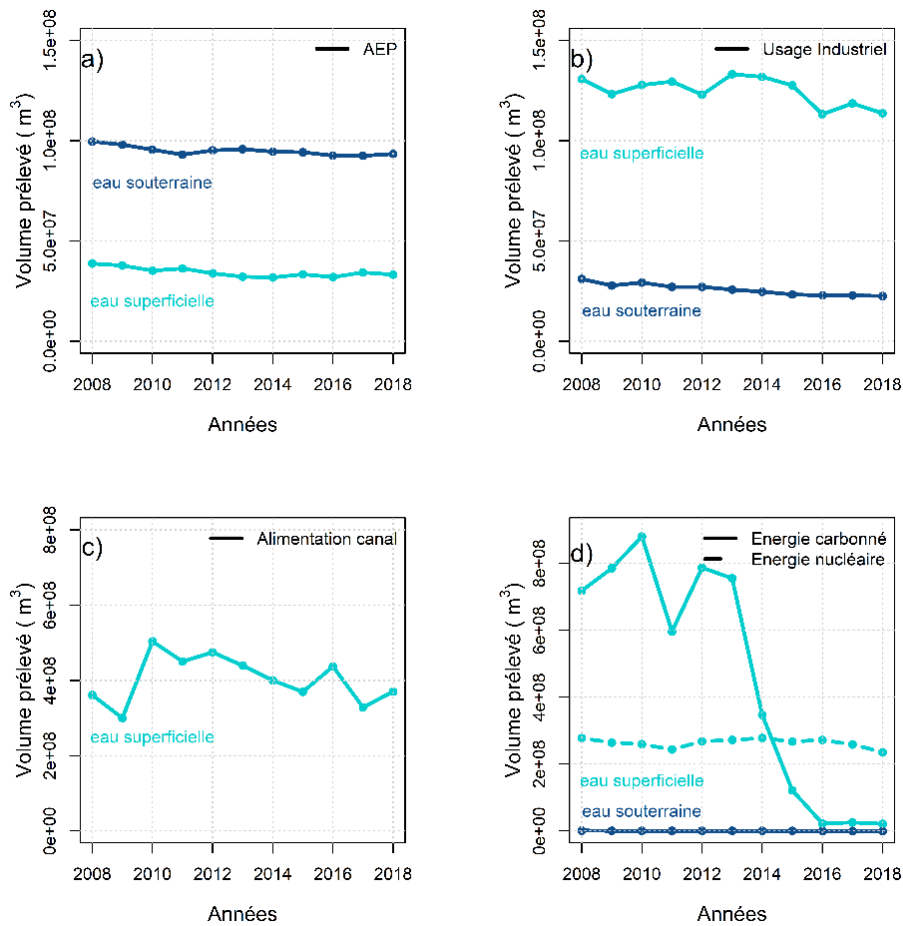 a)
AEP
Volume prélevé ( m³)
1.5e+08
1.0e+08
5.0e+07
0.0e+00
eau souterraine
eau superficielle
2008 2010 2012 2014 2016 2018
Années
b)
Usage Industriel
Volume prélevé ( m³)
1.5e+08
1.0e+08
5.0e+07
0.0e+00
eau superficielle
eau souterraine
2008 2010 2012 2014 2016 2018
Années
c)
Alimentation canal
Volume prélevé ( m³)
8e+08
6e+08
4e+08
2e+08
0e+00
eau superficielle
2008 2010 2012 2014 2016 2018
Années
d)
Energie carbonné
Energie nucléaire
Volume prélevé ( m³)
8e+08
6e+08
4e+08
2e+08
0e+00
eau superficielle
eau souterraine
2008 2010 2012 2014 2016 2018
Années